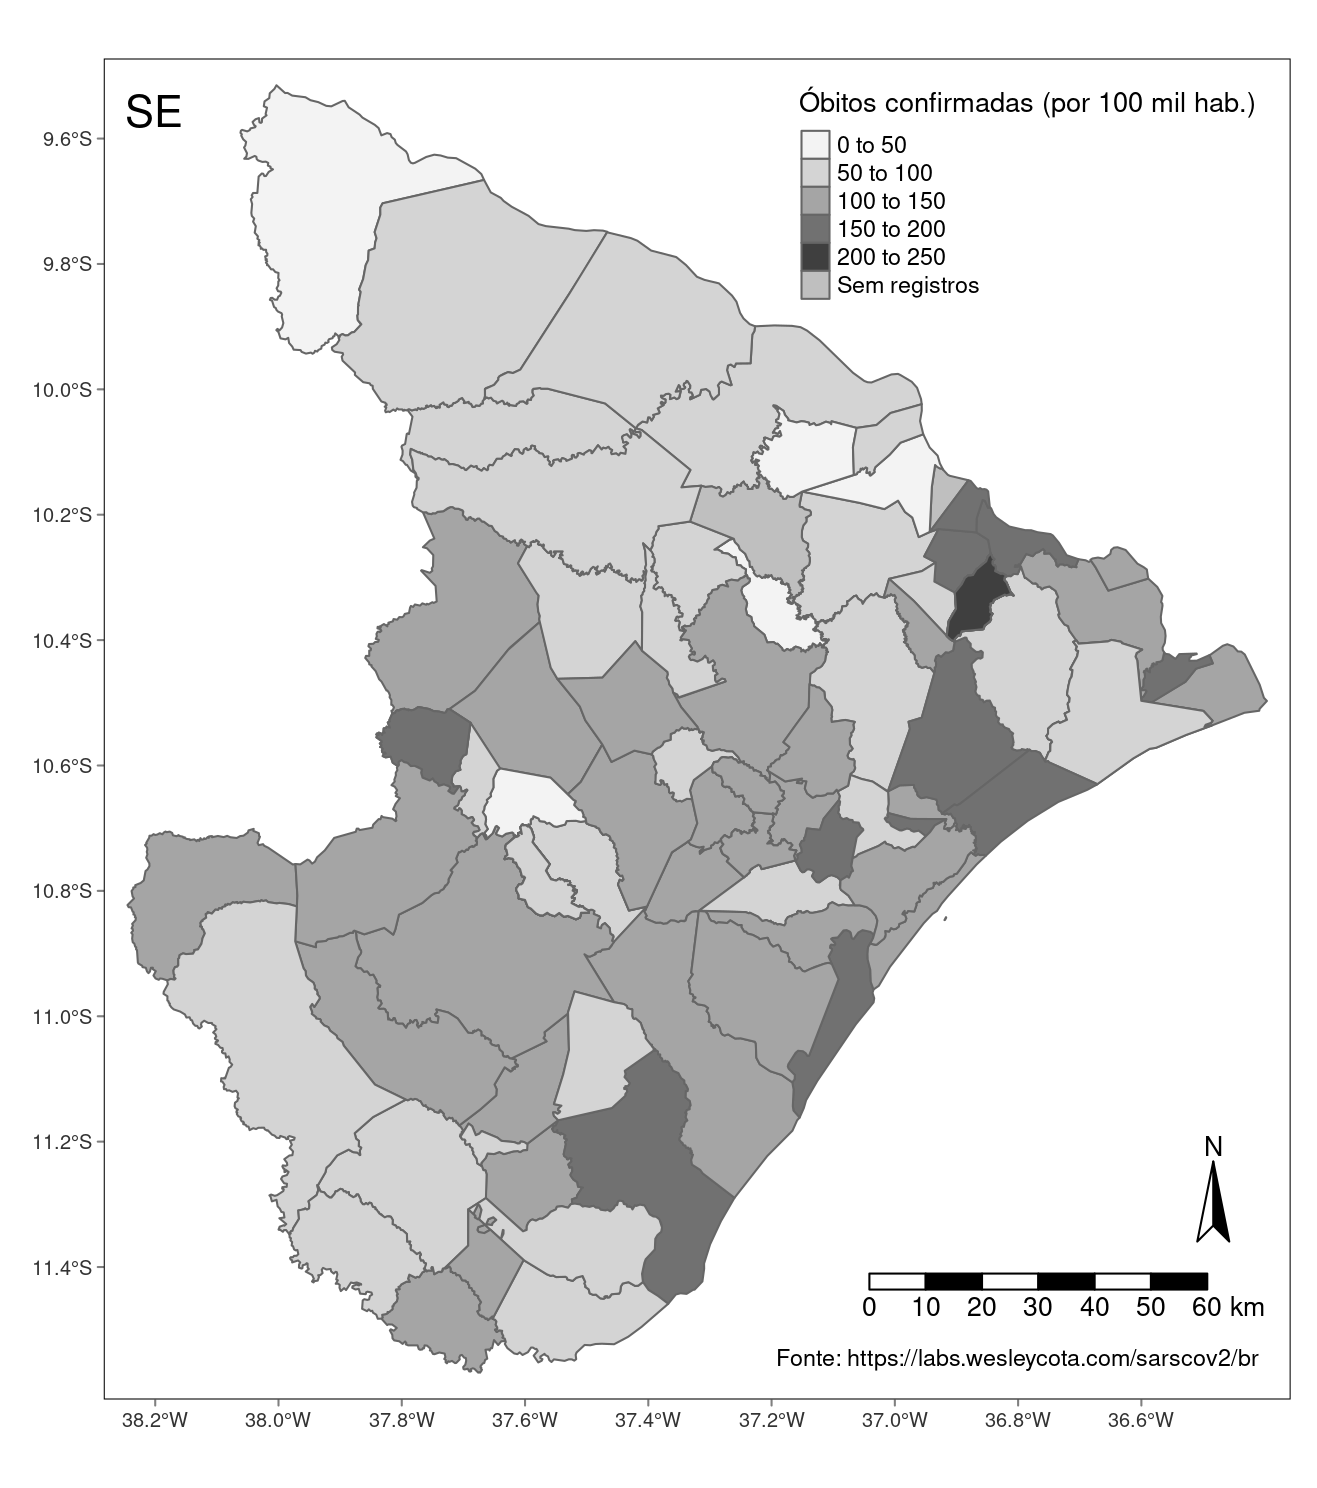 SE
Óbitos confirmadas (por 100 mil hab.)
0 to 50
50 to 100
100 to 150
150 to 200
200 to 250
Sem registros
9.6°S
9.8°S
10.0°S
10.2°S
10.4°S
10.6°S
10.8°S
11.0°S
11.2°S
11.4°S
N
0 10 20 30 40 50 60 km
Fonte: https://labs.wesleycota.com/sarscov2/br
38.2°W 38.0°W 37.8°W 37.6°W 37.4°W 37.2°W 37.0°W 36.8°W 36.6°W